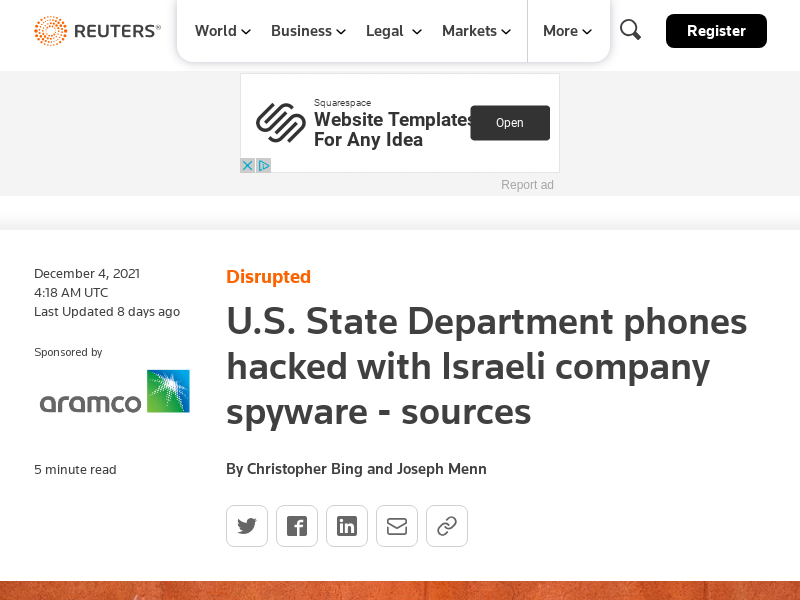 REUTERS®
World
Business
Legal
Markets
More
Register
Squarespace
Website Templates
For Any Idea
Open
Report ad
December 4, 2021
4:18 AM UTC
Last Updated 8 days ago
Sponsored by
aramco
5 minute read
Disrupted
U.S. State Department phones
hacked with Israeli company
spyware - sources
By Christopher Bing and Joseph Menn